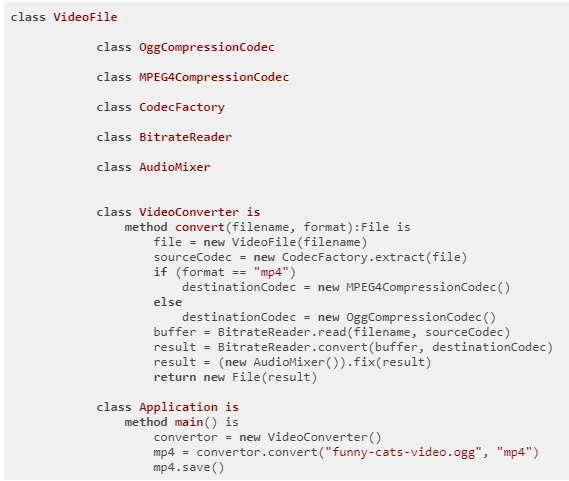 class VideoFile
class OggCompressionCodec
class MPEG4CompressionCodec
class CodecFactory
class BitrateReader
class AudioMixer
class VideoConverter is
method convert(filename, format):File is
file = new VideoFile(filename)
sourceCodec = new CodecFactory.extract(file)
if (format == "mp4")
destinationCodec = new MPEG4CompressionCodec()
else
destinationCodec = new OggCompressionCodec()
buffer = BitrateReader.read(filename, sourceCodec)
result = BitrateReader.convert(buffer, destinationCodec)
result = (new AudioMixer()).fix(result)
return new File(result)
class Application is
method main() is
convertor = new VideoConverter()
mp4 = convertor.convert("funny-cats-video.ogg", "mp4")
mp4.save()